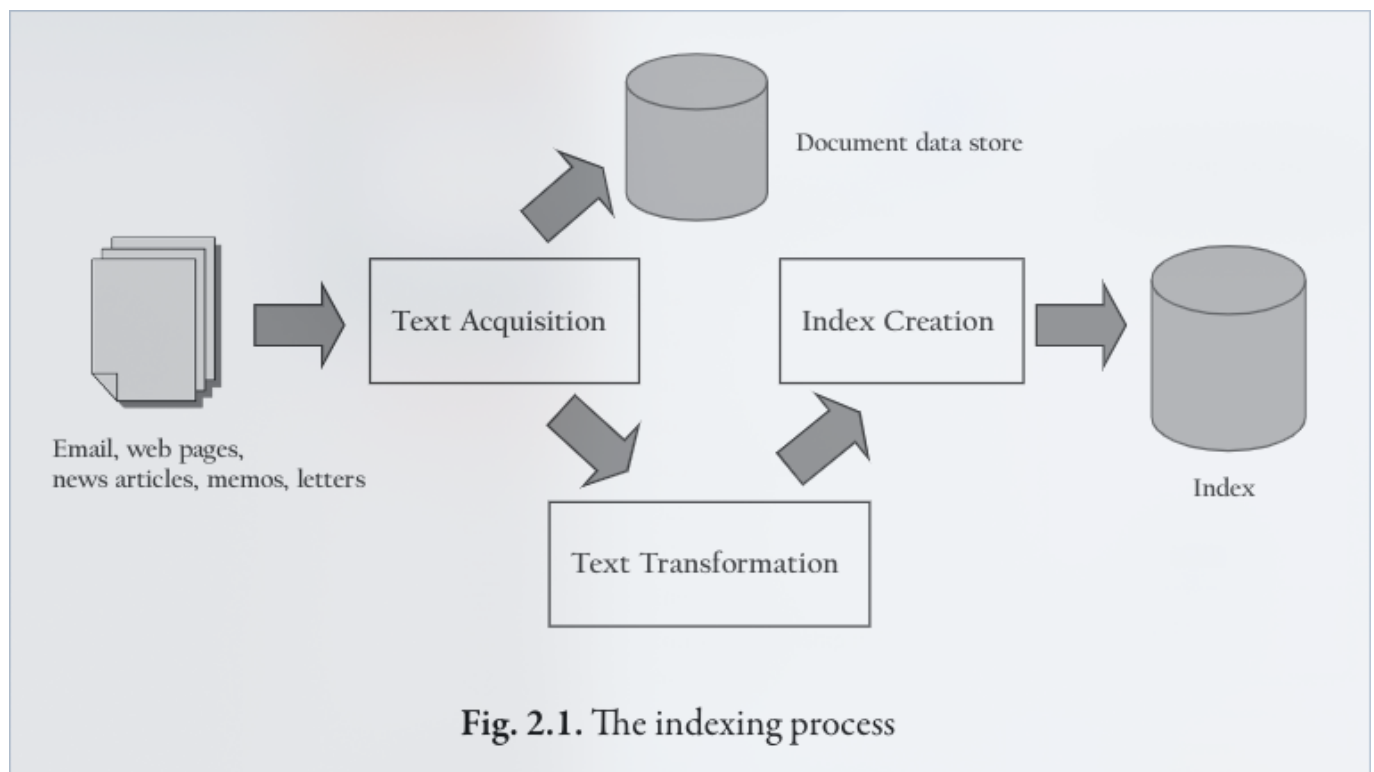 Document data store
Text Acquisition
Index Creation
Email, web pages,
news articles, memos, letters
Index
Text Transformation
Fig. 2.1. The indexing process